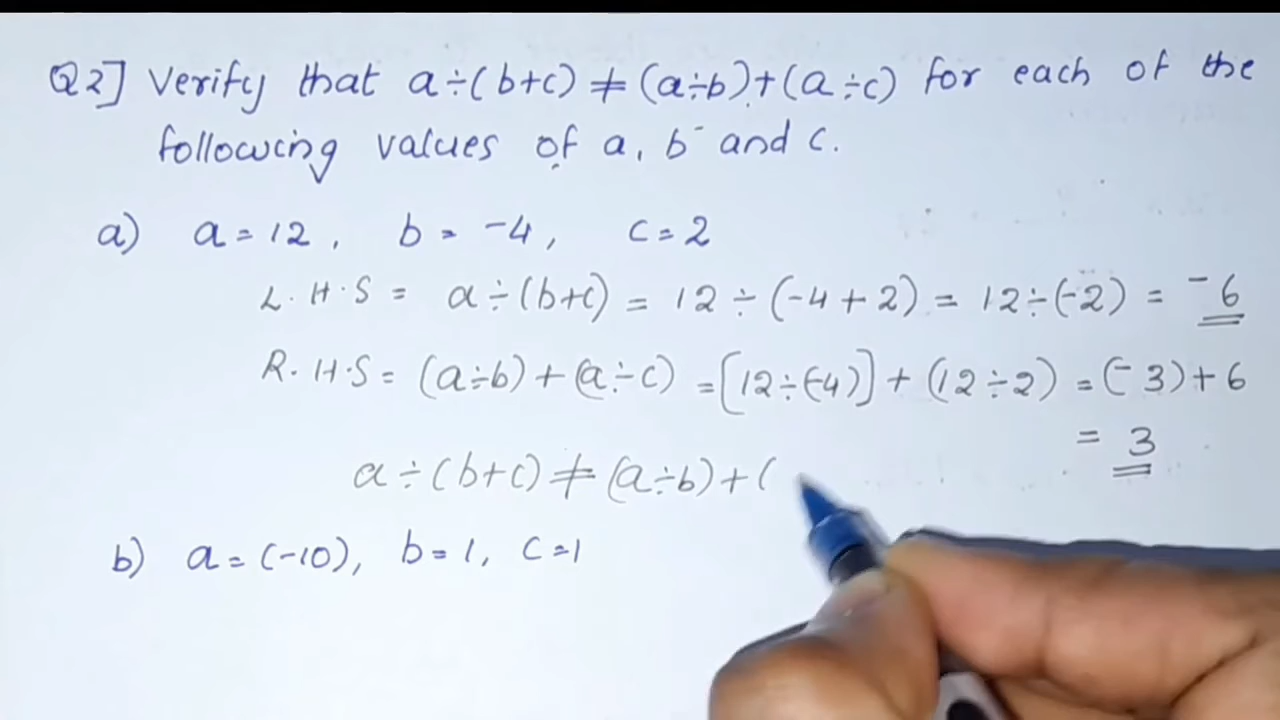 Q2] Verify that a÷(b+c) ≠ (a÷b)+(a÷c) for each of the
following values of a, b and c.
a) a = 12, b = -4, c = 2
L.H.S = a÷(b+c) = 12÷(-4+2) = 12÷(-2) = -6
R.H.S = (a÷b)+(a÷c) = [12÷(-4)] + (12÷2) = (-3)+6
= 3
a÷(b+c) ≠ (a÷b)+(
b) a = (-10), b = 1, c = 1